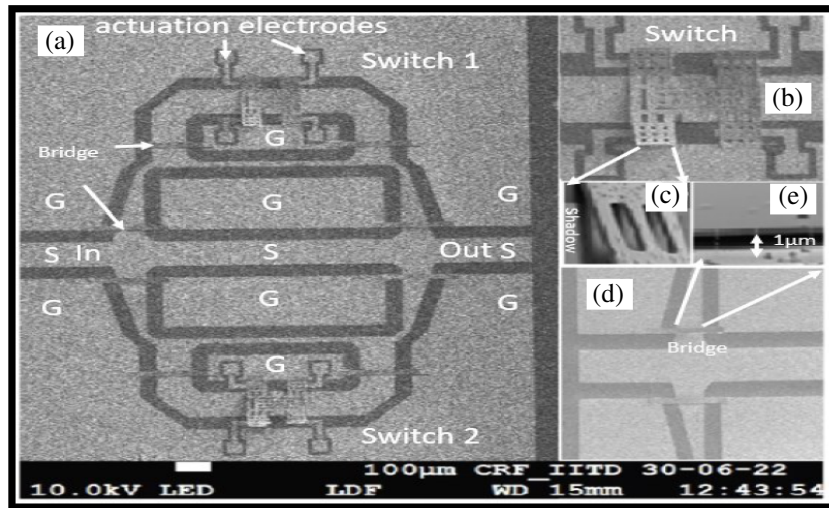 (a)
actuation electrodes
Switch 1
Bridge
G
G
G
G
S In
S
Out S
G
G
G
G
Switch 2
Switch
(b)
(c)
Shadow
(e)
1μm
(d)
Bridge
100μm CRF_IITD 30-06-22
10.0kV LED LDF WD 15mm 12:43:54